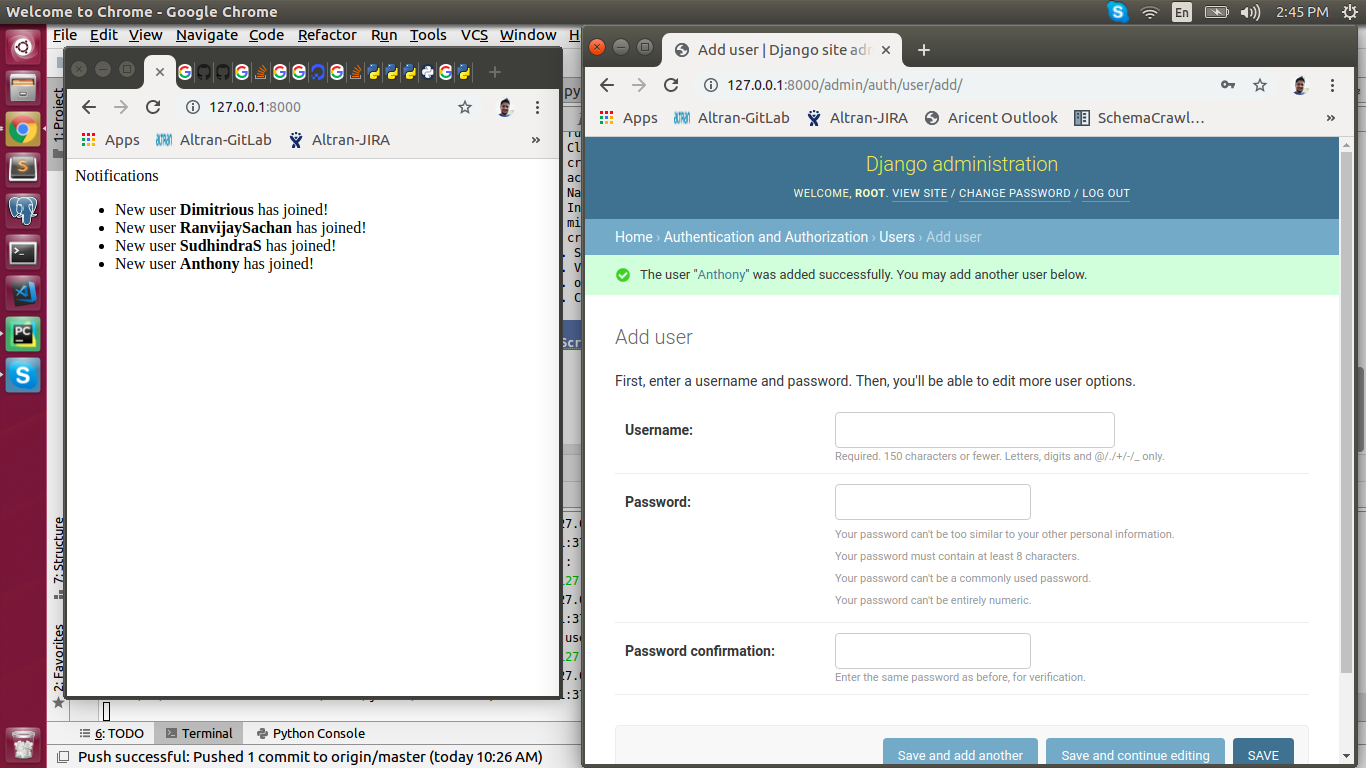 Welcome to Chrome - Google Chrome
En
2:45 PM
File Edit View Navigate Code Refactor Run Tools VCS Window H
1: Project
7: Structure
2: Favorites
127.0.0.1:8000
Apps Altran-GitLab Altran-JIRA »
Notifications
New user Dimitrious has joined!
New user RanvijaySachan has joined!
New user SudhindraS has joined!
New user Anthony has joined!
6: TODO Terminal Python Console
Push successful: Pushed 1 commit to origin/master (today 10:26 AM)
Add user | Django site adr
127.0.0.1:8000/admin/auth/user/add/
Apps Altran-GitLab Altran-JIRA Aricent Outlook SchemaCrawl... »
Django administration
WELCOME, ROOT. VIEW SITE / CHANGE PASSWORD / LOG OUT
Home › Authentication and Authorization › Users › Add user
The user "Anthony" was added successfully. You may add another user below.
Add user
First, enter a username and password. Then, you'll be able to edit more user options.
Username:
Required. 150 characters or fewer. Letters, digits and @/./+/-/_ only.
Password:
Your password can't be too similar to your other personal information.
Your password must contain at least 8 characters.
Your password can't be a commonly used password.
Your password can't be entirely numeric.
Password confirmation:
Enter the same password as before, for verification.
Save and add another Save and continue editing SAVE